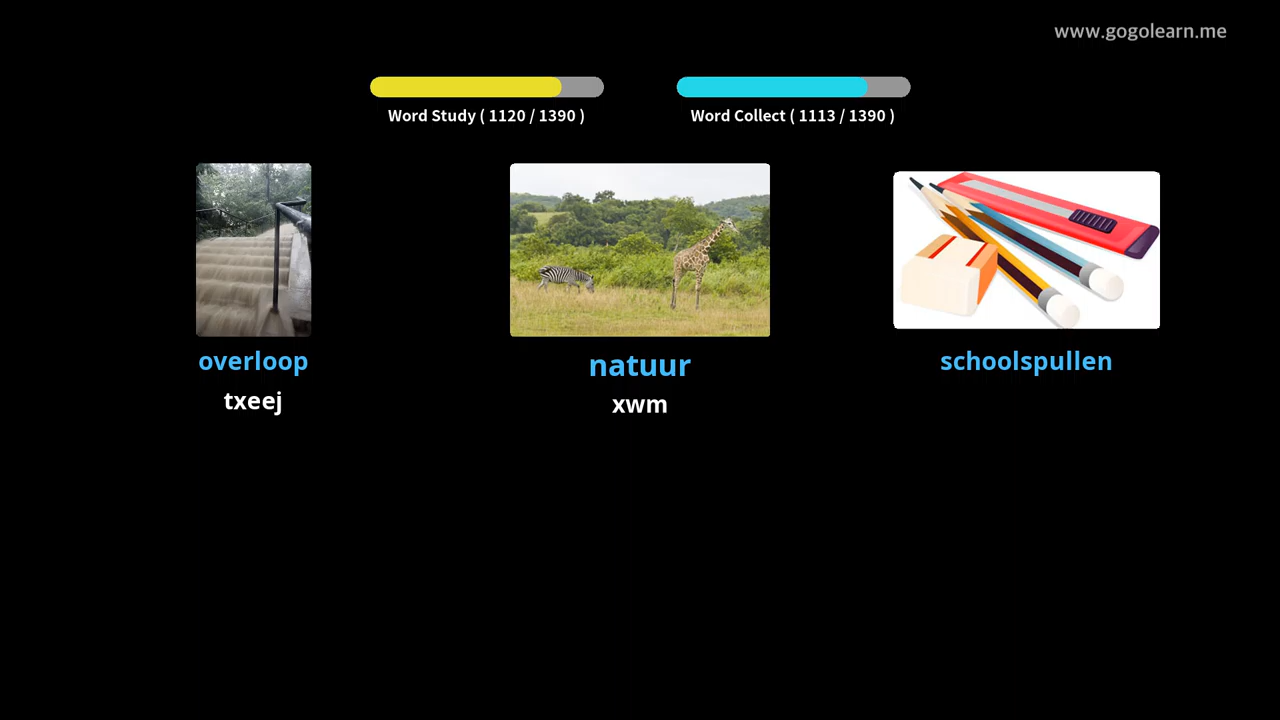 www.gogolearn.me
Word Study ( 1120 / 1390 )
Word Collect ( 1113 / 1390 )
overloop
txeej
natuur
xwm
schoolspullen